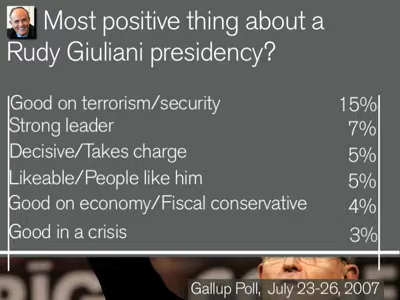 Most positive thing about a
Rudy Giuliani presidency?
Good on terrorism/security 15%
Strong leader 7%
Decisive/Takes charge 5%
Likeable/People like him 5%
Good on economy/Fiscal conservative 4%
Good in a crisis 3%
Gallup Poll, July 23-26, 2007